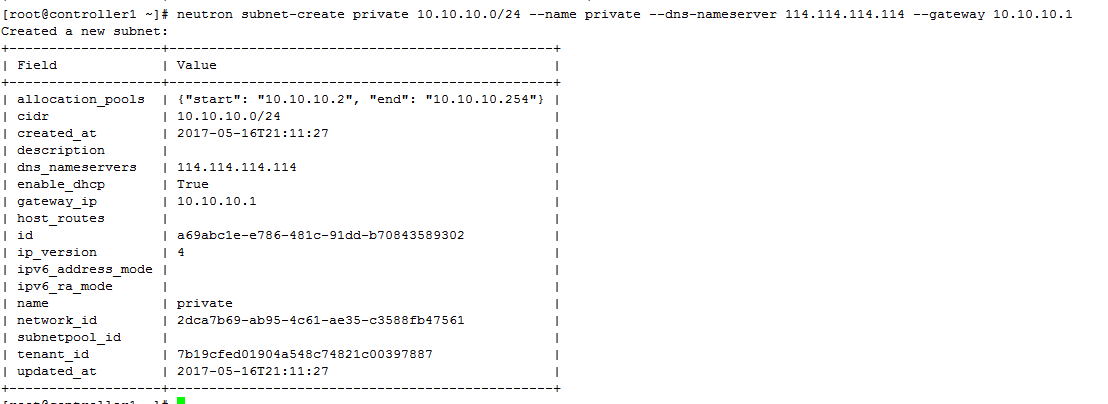 [root@controller1 ~]# neutron subnet-create private 10.10.10.0/24 --name private --dns-nameserver 114.114.114.114 --gateway 10.10.10.1
Created a new subnet:
+-------------------+------------------------------------------------+
| Field             | Value                                          |
+-------------------+------------------------------------------------+
| allocation_pools  | {"start": "10.10.10.2", "end": "10.10.10.254"} |
| cidr              | 10.10.10.0/24                                  |
| created_at        | 2017-05-16T21:11:27                            |
| description       |                                                |
| dns_nameservers   | 114.114.114.114                                |
| enable_dhcp       | True                                           |
| gateway_ip        | 10.10.10.1                                     |
| host_routes       |                                                |
| id                | a69abc1e-e786-481c-91dd-b70843589302           |
| ip_version        | 4                                              |
| ipv6_address_mode |                                                |
| ipv6_ra_mode      |                                                |
| name              | private                                        |
| network_id        | 2dca7b69-ab95-4c61-ae35-c3588fb47561           |
| subnetpool_id     |                                                |
| tenant_id         | 7b19cfed01904a548c74821c00397887               |
| updated_at        | 2017-05-16T21:11:27                            |
+-------------------+------------------------------------------------+
[root@controller1 ~]#